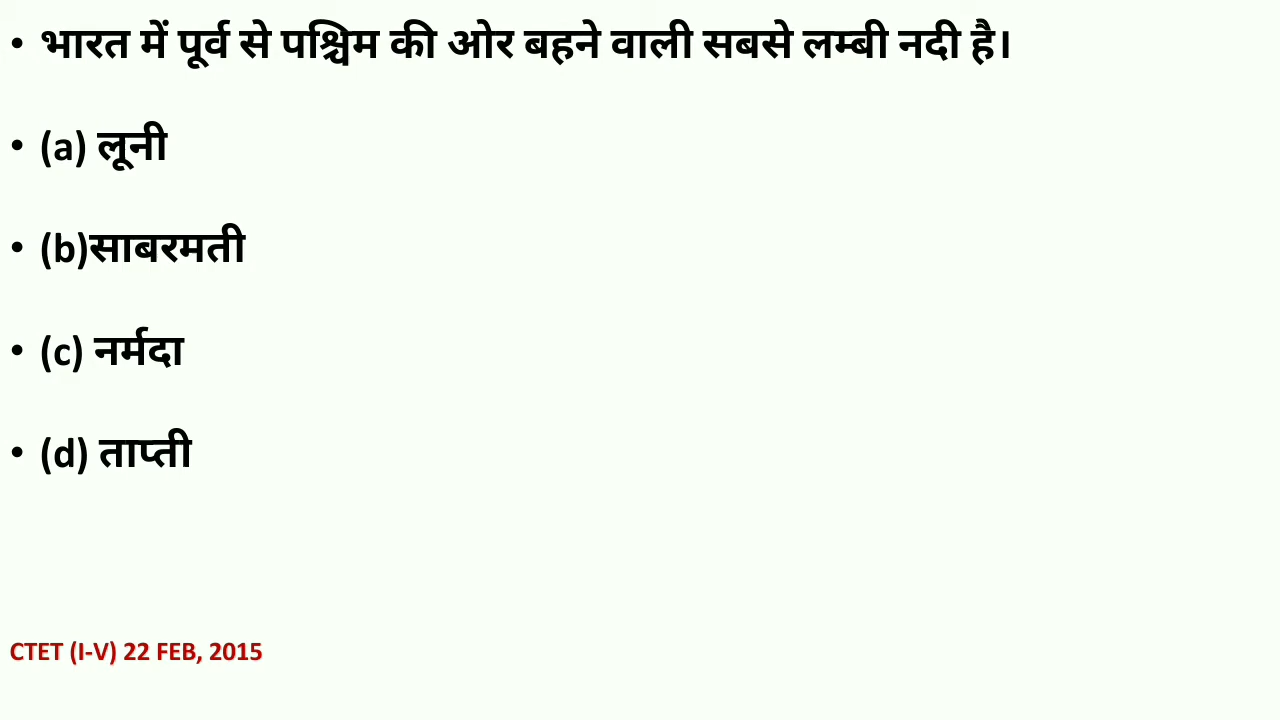 • भारत में पूर्व से पश्चिम की ओर बहने वाली सबसे लम्बी नदी है।
• (a) लूनी
• (b)साबरमती
• (c) नर्मदा
• (d) ताप्ती
CTET (I-V) 22 FEB, 2015